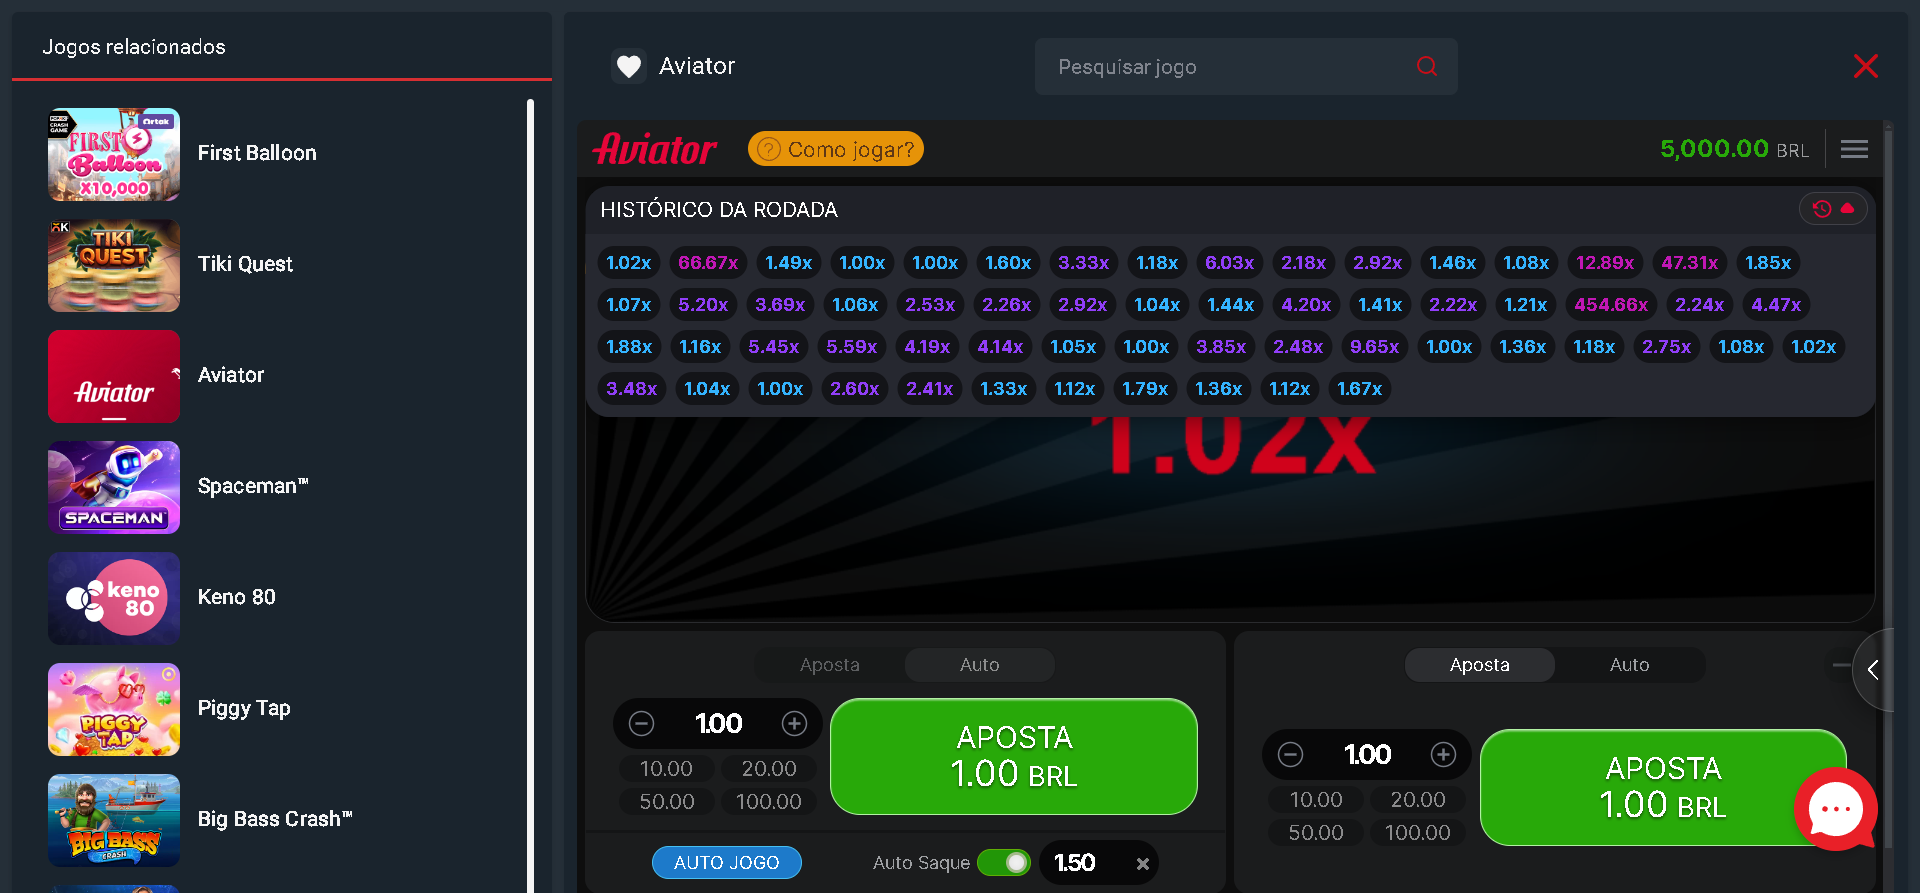 Jogos relacionados
FIRST Balloon X10,000
First Balloon
TIKI QUEST
Tiki Quest
Aviator
Aviator
SPACEMAN
Spaceman™
keno 80
Keno 80
PIGGY TAP
Piggy Tap
BIG BASS CRASH
Big Bass Crash™
Aviator
Pesquisar jogo
Aviator
? Como jogar?
5,000.00 BRL
HISTÓRICO DA RODADA
1.02x 66.67x 1.49x 1.00x 1.00x 1.60x 3.33x 1.18x 6.03x 2.18x 2.92x 1.46x 1.08x 12.89x 47.31x 1.85x
1.07x 5.20x 3.69x 1.06x 2.53x 2.26x 2.92x 1.04x 1.44x 4.20x 1.41x 2.22x 1.21x 454.66x 2.24x 4.47x
1.88x 1.16x 5.45x 5.59x 4.19x 4.14x 1.05x 1.00x 3.85x 2.48x 9.65x 1.00x 1.36x 1.18x 2.75x 1.08x 1.02x
3.48x 1.04x 1.00x 2.60x 2.41x 1.33x 1.12x 1.79x 1.36x 1.12x 1.67x
1.02x
Aposta Auto
1.00
10.00 20.00
50.00 100.00
APOSTA
1.00 BRL
AUTO JOGO
Auto Saque
1.50
Aposta Auto
1.00
10.00 20.00
50.00 100.00
APOSTA
1.00 BRL